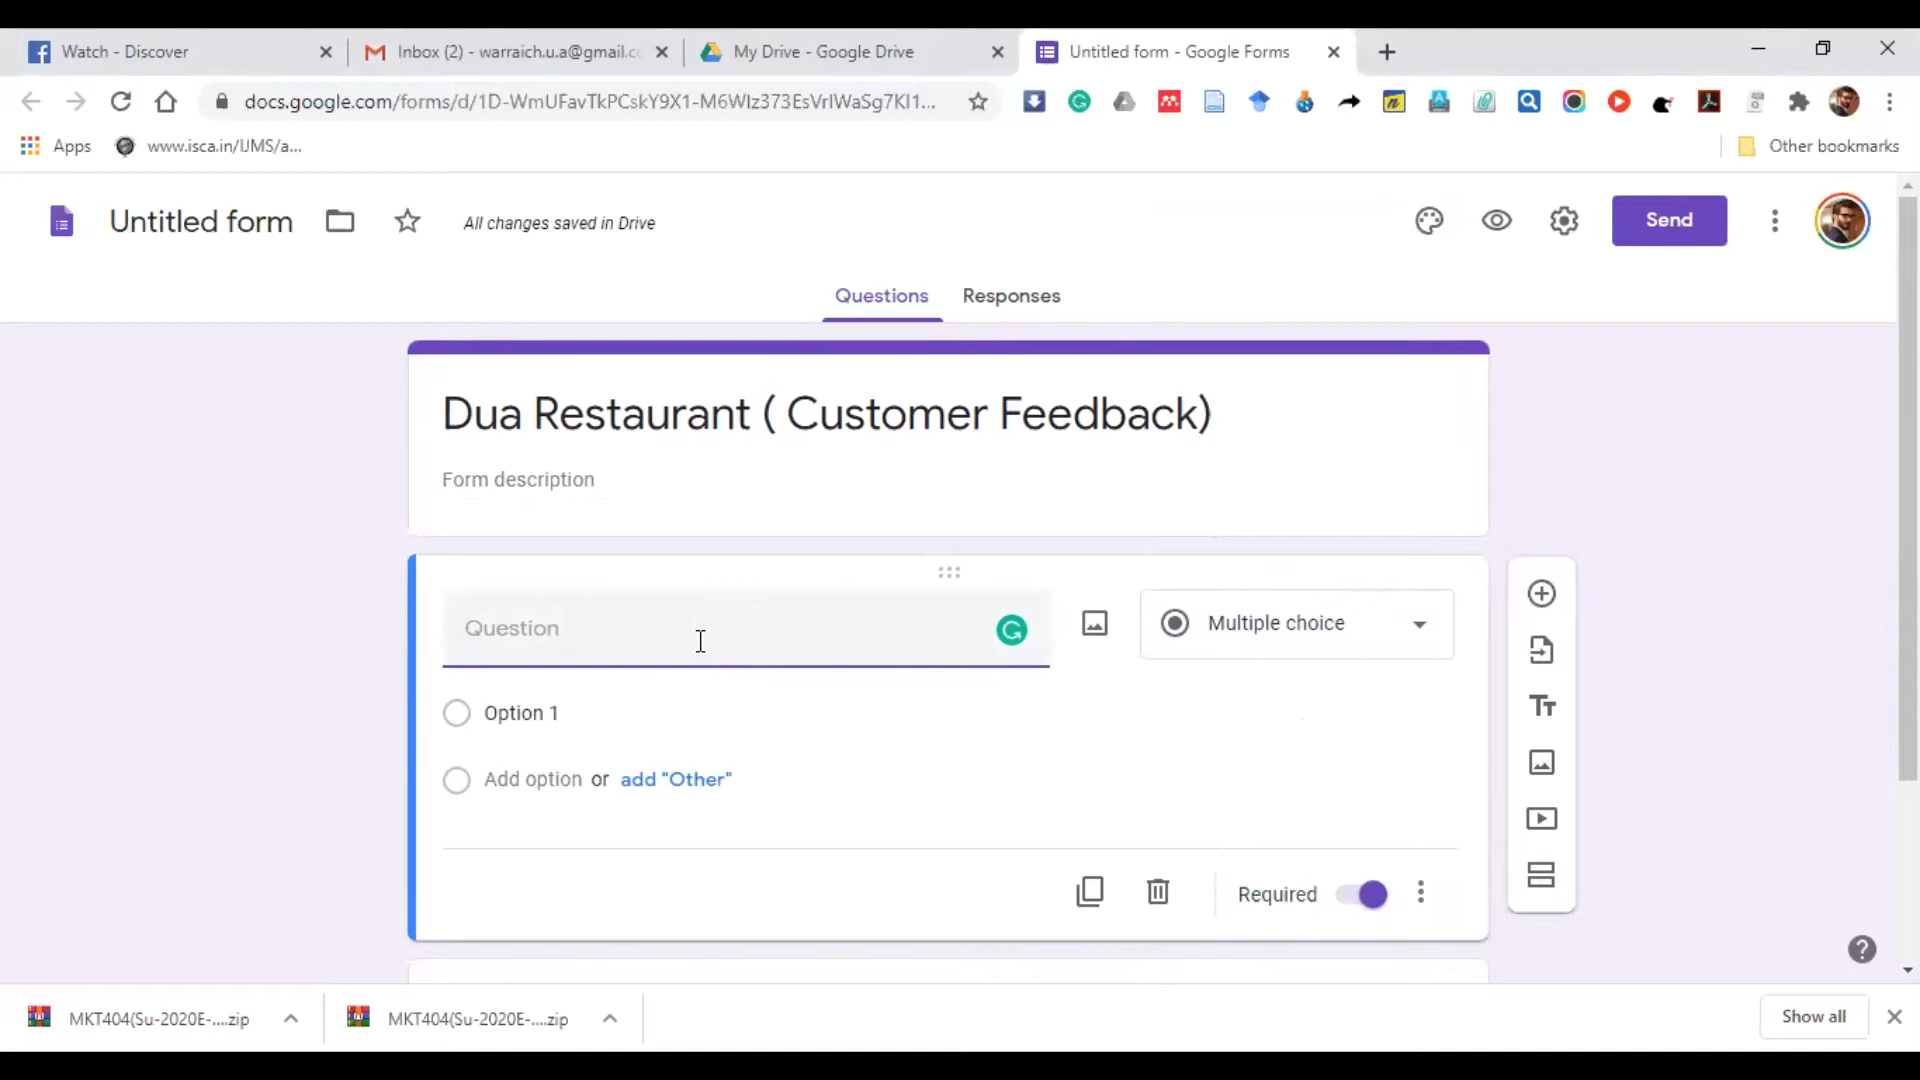 Watch - Discover
Inbox (2) - warraich.u.a@gmail.c
My Drive - Google Drive
Untitled form - Google Forms
docs.google.com/forms/d/1D-WmUFavTkPCskY9X1-M6WIz373EsVrIWaSg7KI1...
Apps
www.isca.in/IJMS/a...
Other bookmarks
Untitled form
All changes saved in Drive
Send
Questions
Responses
Dua Restaurant ( Customer Feedback)
Form description
Question
Multiple choice
Option 1
Add option or add "Other"
Required
MKT404(Su-2020E-....zip
MKT404(Su-2020E-....zip
Show all